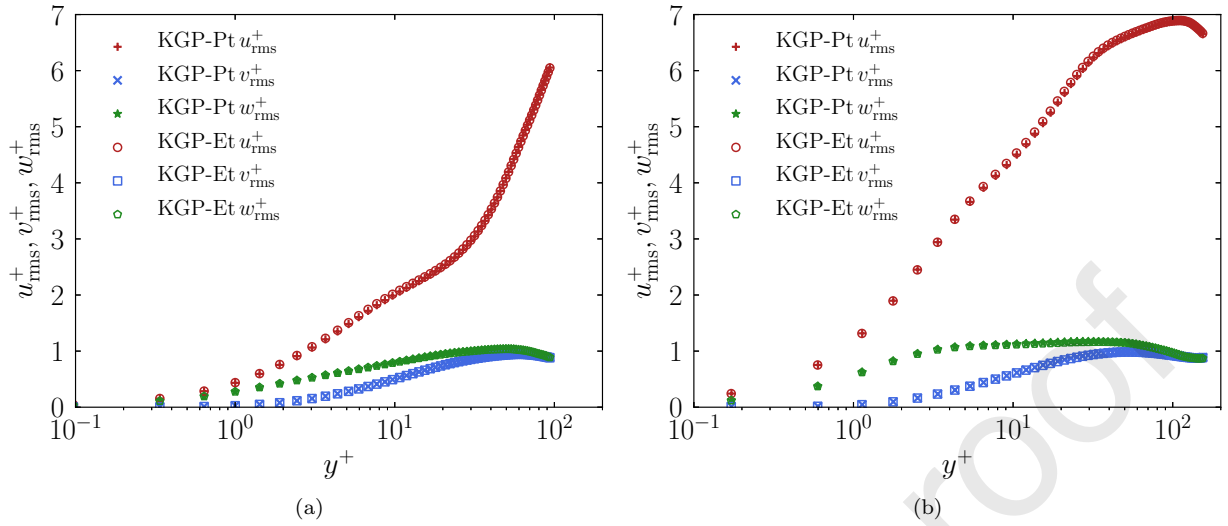 7
6
5
4
3
2
1
0
u⁺rms, v⁺rms, w⁺rms
KGP-Pt u⁺rms
KGP-Pt v⁺rms
KGP-Pt w⁺rms
KGP-Et u⁺rms
KGP-Et v⁺rms
KGP-Et w⁺rms
10⁻¹ 10⁰ 10¹ 10²
y⁺
(a)
7
6
5
4
3
2
1
0
u⁺rms, v⁺rms, w⁺rms
KGP-Pt u⁺rms
KGP-Pt v⁺rms
KGP-Pt w⁺rms
KGP-Et u⁺rms
KGP-Et v⁺rms
KGP-Et w⁺rms
10⁻¹ 10⁰ 10¹ 10²
y⁺
(b)
roof